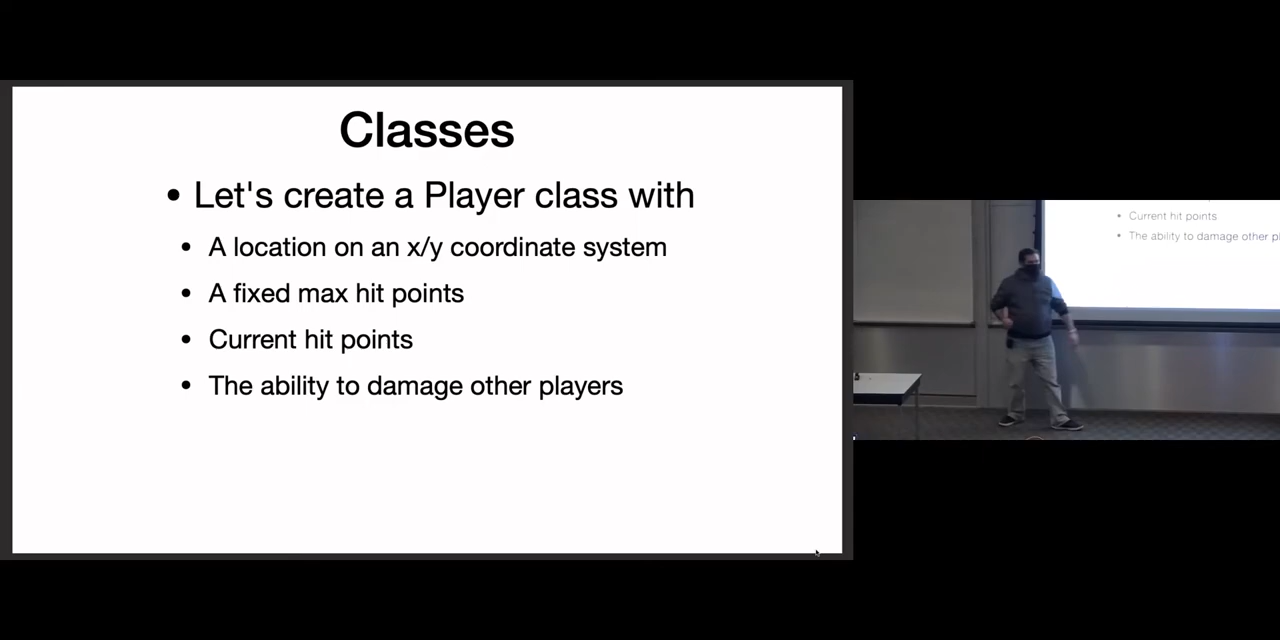 Classes
• Let's create a Player class with
• A location on an x/y coordinate system
• A fixed max hit points
• Current hit points
• The ability to damage other players
• Current hit points
• The ability to damage other pl